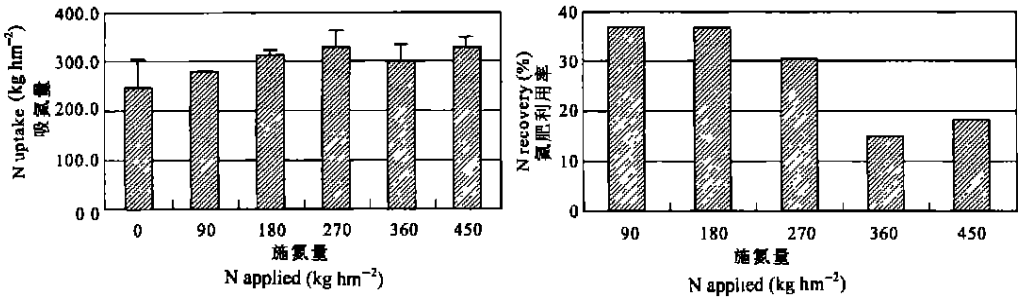 N uptake (kg hm⁻²)
吸氮量
400.0
300.0
200.0
100.0
0 0
0 90 180 270 360 450
施氮量
N applied (kg hm⁻²)
N recovery (%)
氮肥利用率
40
30
20
10
0
90 180 270 360 450
施氮量
N applied (kg hm⁻²)